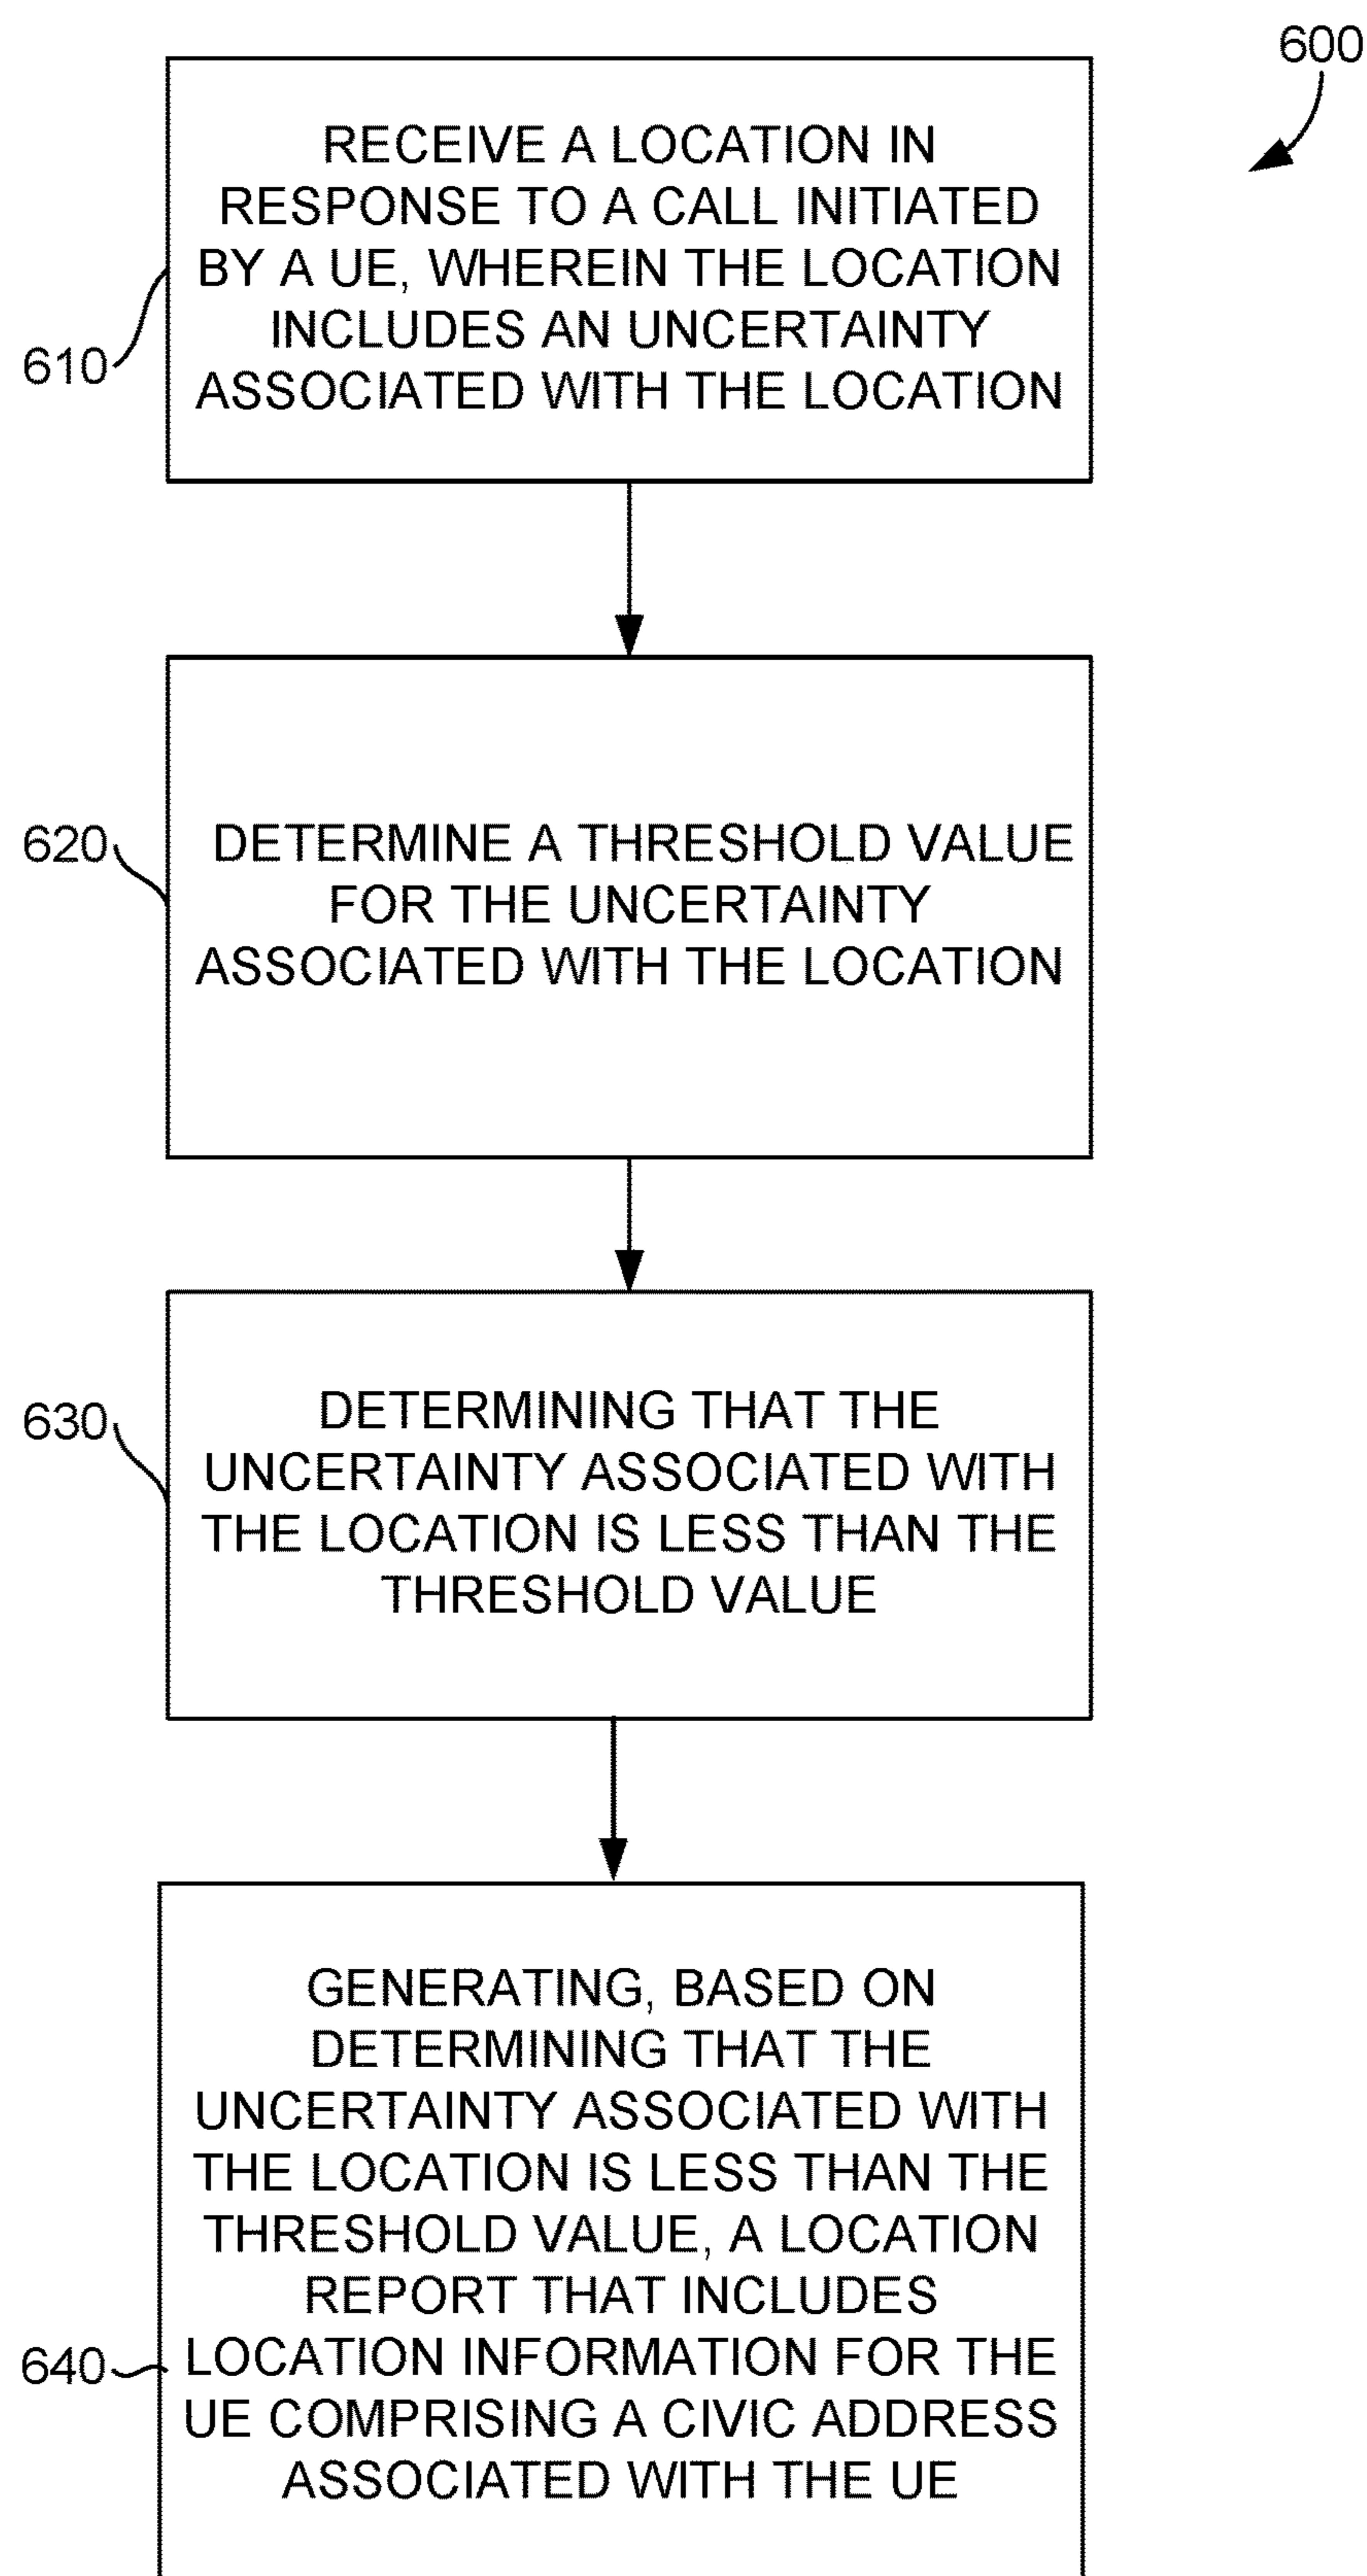 600
RECEIVE A LOCATION IN
RESPONSE TO A CALL INITIATED
BY A UE, WHEREIN THE LOCATION
INCLUDES AN UNCERTAINTY
ASSOCIATED WITH THE LOCATION
610
DETERMINE A THRESHOLD VALUE
FOR THE UNCERTAINTY
ASSOCIATED WITH THE LOCATION
620
DETERMINING THAT THE
UNCERTAINTY ASSOCIATED WITH
THE LOCATION IS LESS THAN THE
THRESHOLD VALUE
630
GENERATING, BASED ON
DETERMINING THAT THE
UNCERTAINTY ASSOCIATED WITH
THE LOCATION IS LESS THAN THE
THRESHOLD VALUE, A LOCATION
REPORT THAT INCLUDES
LOCATION INFORMATION FOR THE
UE COMPRISING A CIVIC ADDRESS
ASSOCIATED WITH THE UE
640